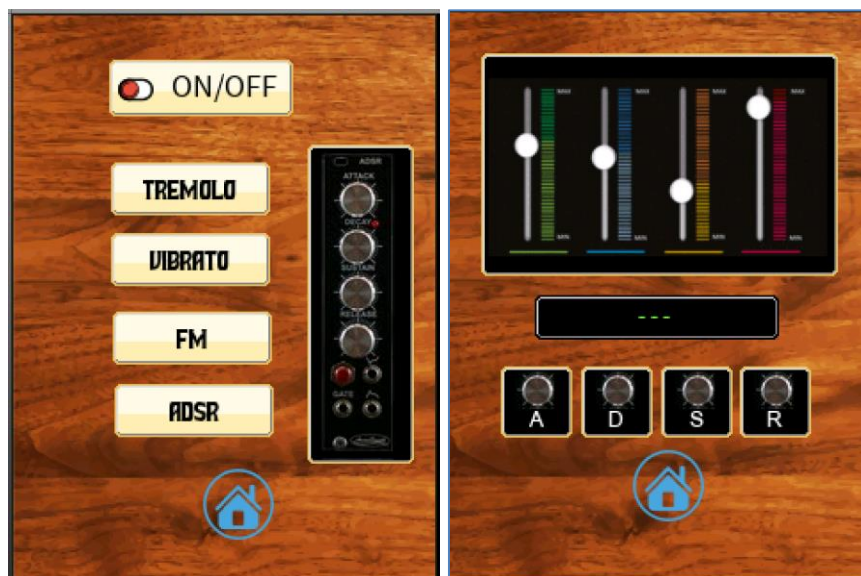 ON/OFF
TREMOLO
VIBRATO
FM
ADSR
ADSR
ATTACK
DECAY
SUSTAIN
RELEASE
GATE
MAX
MAX
MAX
MAX
MIN
MIN
MIN
MIN
---
A
D
S
R